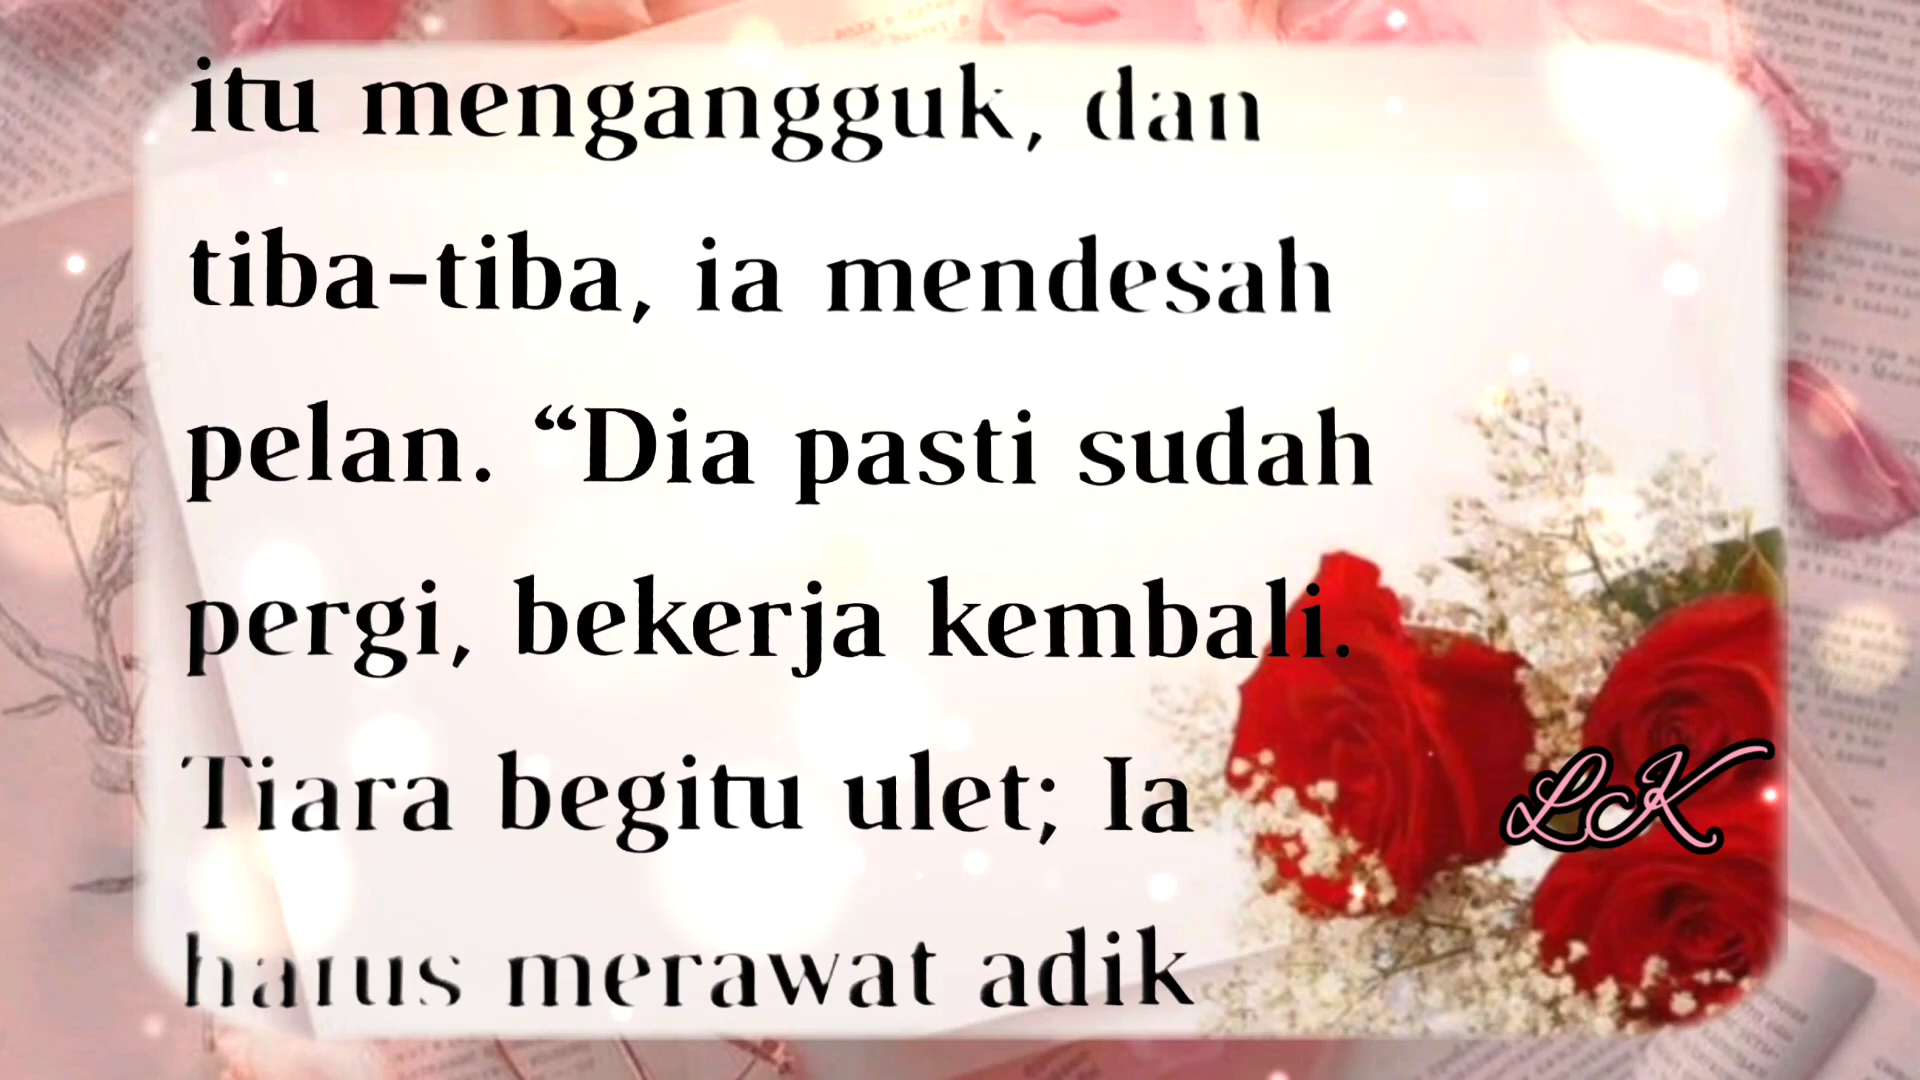 itu mengangguk, dan
tiba-tiba, ia mendesah
pelan. “Dia pasti sudah
pergi, bekerja kembali.
Tiara begitu ulet; Ia
harus merawat adik
LK